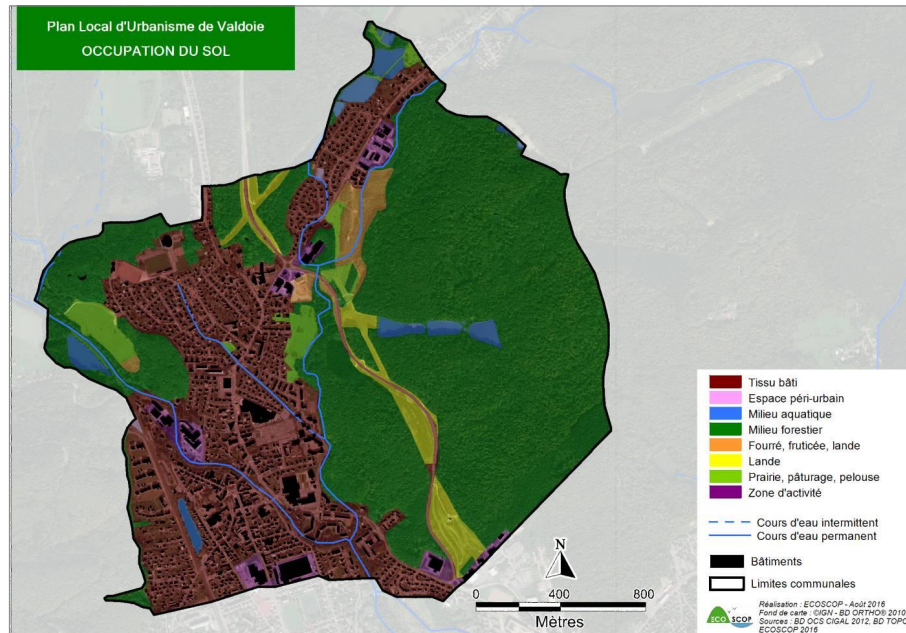 Plan Local d'Urbanisme de Valdoie
OCCUPATION DU SOL
Tissu bâti
Espace péri-urbain
Milieu aquatique
Milieu forestier
Fourré, fruticée, lande
Lande
Prairie, pâturage, pelouse
Zone d'activité
Cours d'eau intermittent
Cours d'eau permanent
Bâtiments
Limites communales
N
0 200 400 800
Mètres
ECO SCOP
Réalisation : ECOSCOP - Août 2016
Fond de carte : ©IGN - BD ORTHO® 2010
Sources : BD OCS CIGAL 2012, BD TOPO
ECOSCOP 2016